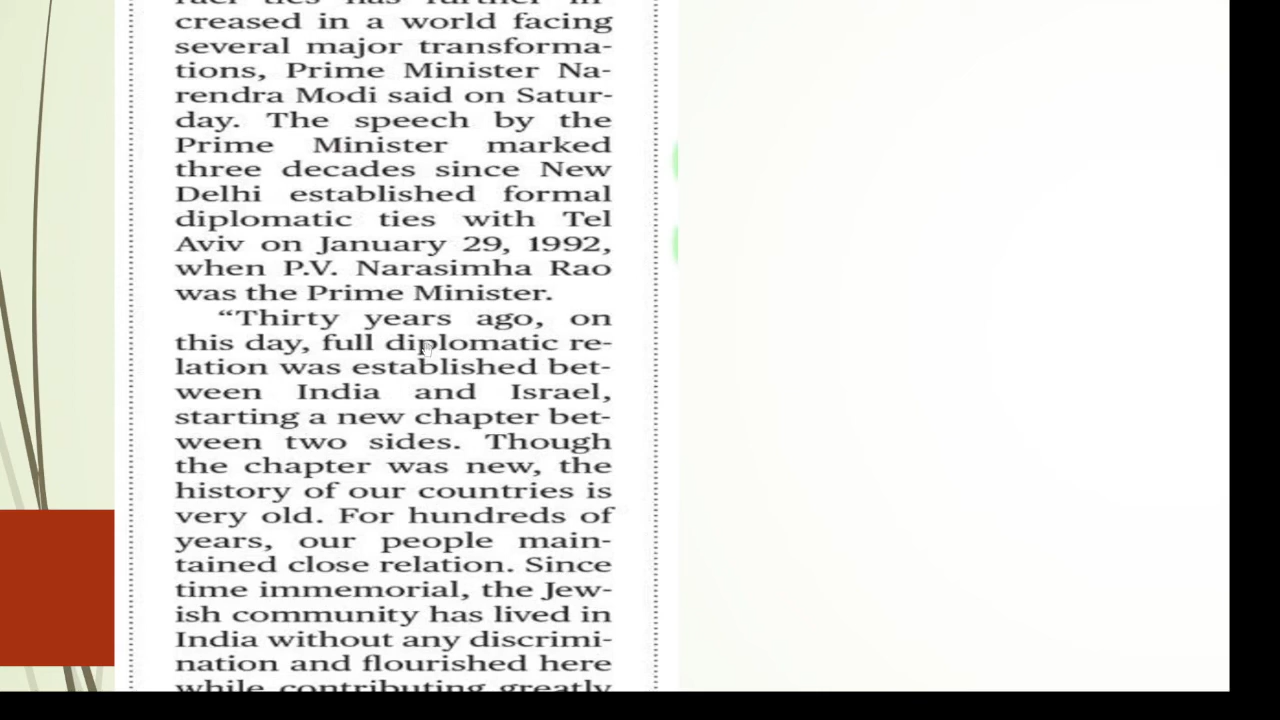 creased in a world facing
several major transforma-
tions, Prime Minister Na-
rendra Modi said on Satur-
day. The speech by the
Prime Minister marked
three decades since New
Delhi established formal
diplomatic ties with Tel
Aviv on January 29, 1992,
when P.V. Narasimha Rao
was the Prime Minister.
“Thirty years ago, on
this day, full diplomatic re-
lation was established bet-
ween India and Israel,
starting a new chapter bet-
ween two sides. Though
the chapter was new, the
history of our countries is
very old. For hundreds of
years, our people main-
tained close relation. Since
time immemorial, the Jew-
ish community has lived in
India without any discrimi-
nation and flourished here
while contributing greatly